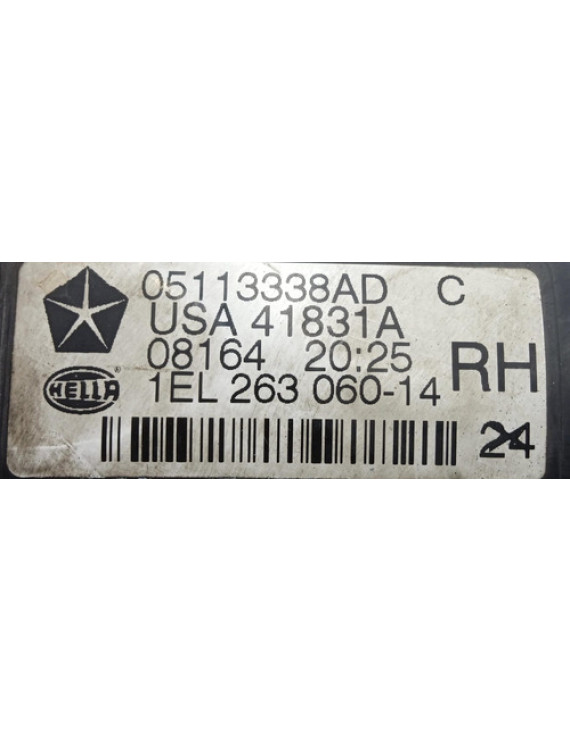 05113338AD C
USA 41831A
08164 20:25 RH
HELLA 1EL 263 060-14
24